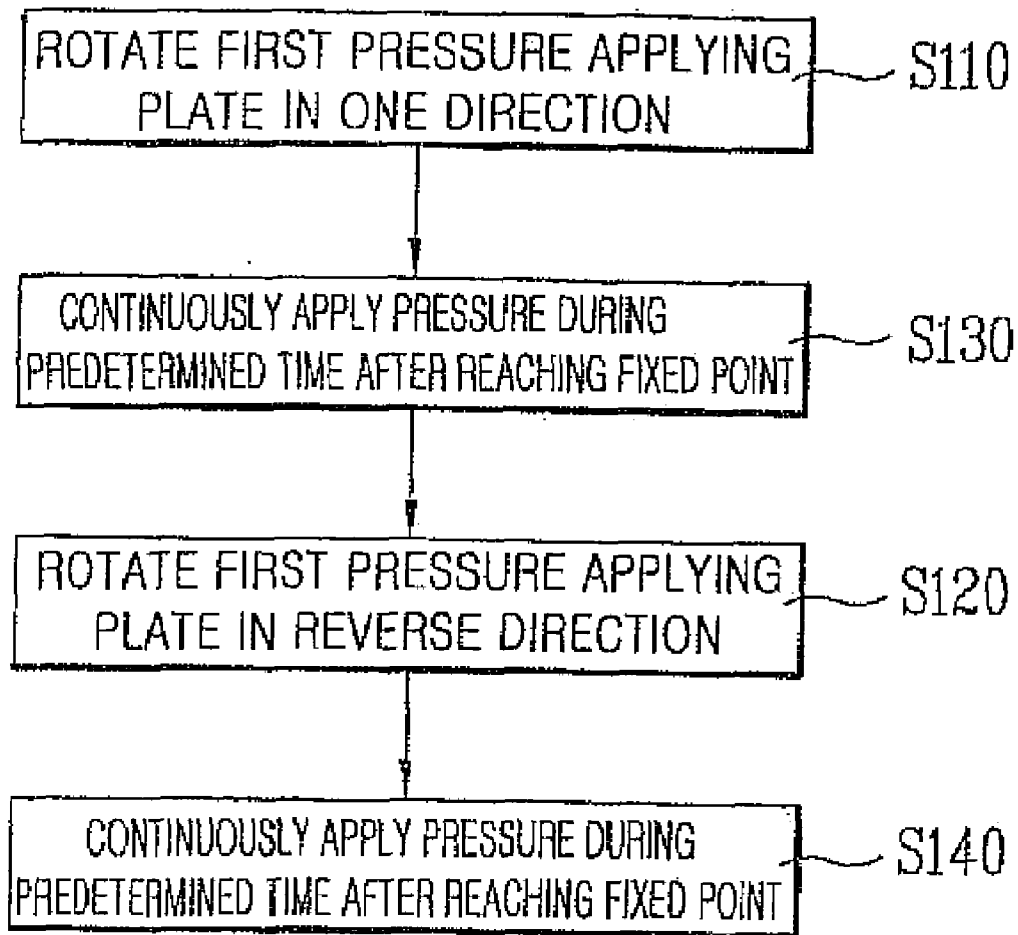 ROTATE FIRST PRESSURE APPLYING
PLATE IN ONE DIRECTION
S110
CONTINUOUSLY APPLY PRESSURE DURING
PREDETERMINED TIME AFTER REACHING FIXED POINT
S130
ROTATE FIRST PRESSURE APPLYING
PLATE IN REVERSE DIRECTION
S120
CONTINUOUSLY APPLY PRESSURE DURING
PREDETERMINED TIME AFTER REACHING FIXED POINT
S140